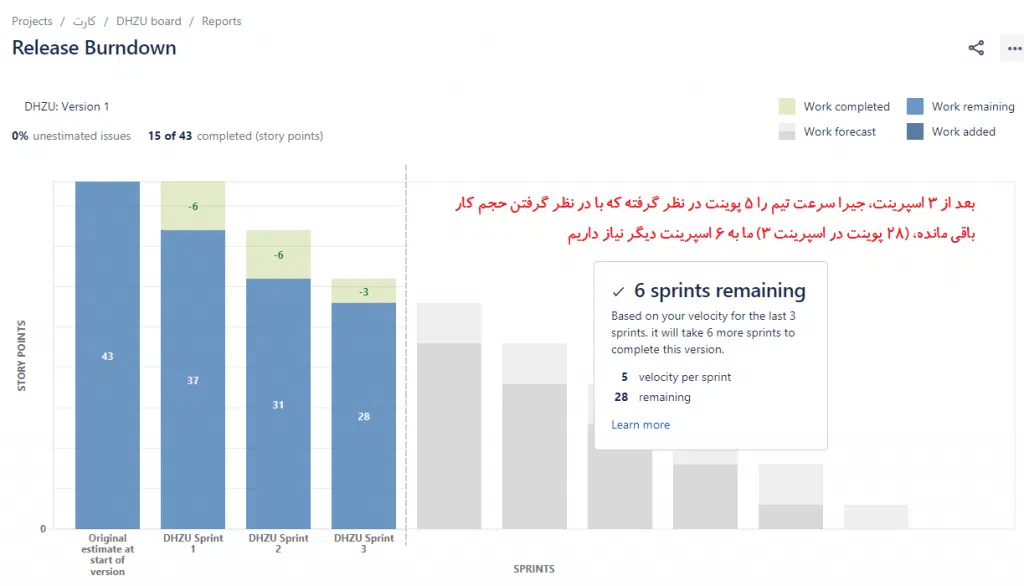 Projects / کارت / DHZU board / Reports
Release Burndown
DHZU: Version 1
0% unestimated issues 15 of 43 completed (story points)
Work completed
Work remaining
Work forecast
Work added
بعد از ۳ اسپرینت، جیرا سرعت تیم را ۵ پوینت در نظر گرفته که با در نظر گرفتن حجم کار
باقی مانده، (۲۸ پوینت در اسپرینت ۳) ما به ۶ اسپرینت دیگر نیاز داریم
6 sprints remaining
Based on your velocity for the last 3
sprints, it will take 6 more sprints to
complete this version.
5 velocity per sprint
28 remaining
Learn more
STORY POINTS
43
-6
37
-6
31
-3
28
0
Original
estimate at
start of
version
DHZU Sprint
1
DHZU Sprint
2
DHZU Sprint
3
SPRINTS